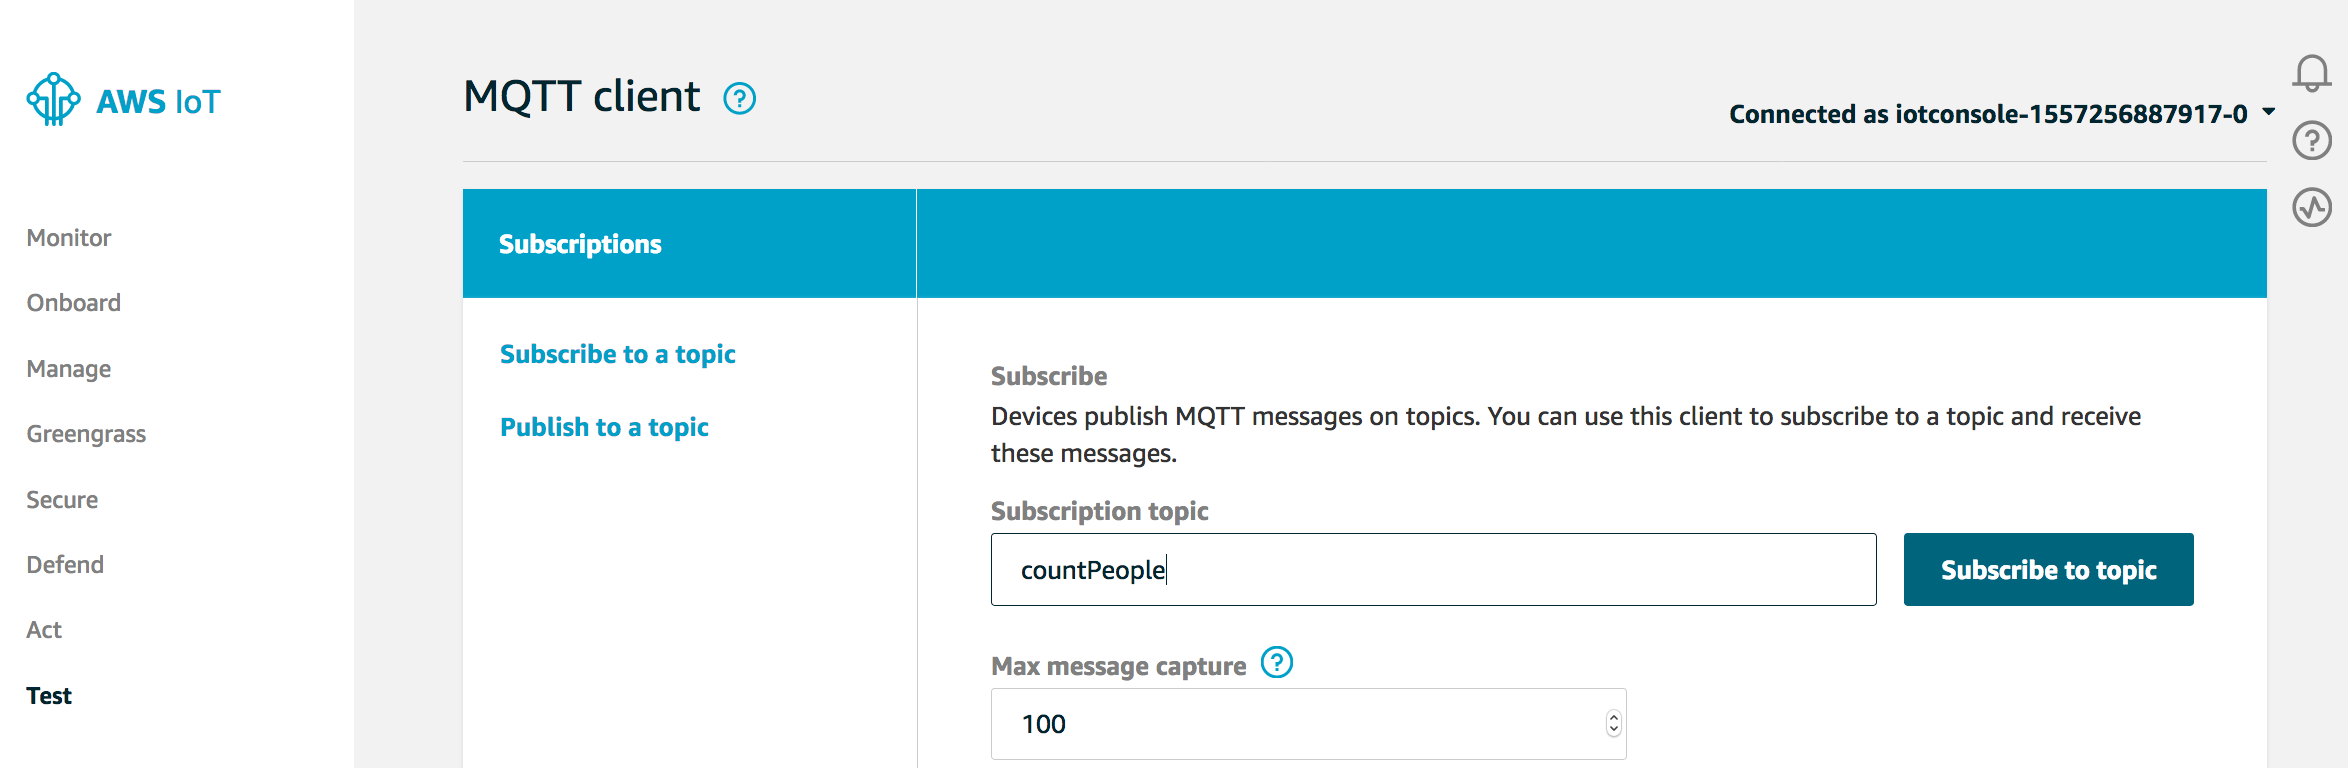 AWS IoT
Monitor
Onboard
Manage
Greengrass
Secure
Defend
Act
Test
MQTT client ?
Connected as iotconsole-1557256887917-0
?
Subscriptions
Subscribe to a topic
Publish to a topic
Subscribe
Devices publish MQTT messages on topics. You can use this client to subscribe to a topic and receive
these messages.
Subscription topic
countPeople
Subscribe to topic
Max message capture ?
100